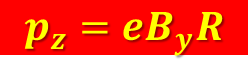 p_z = eB_yR